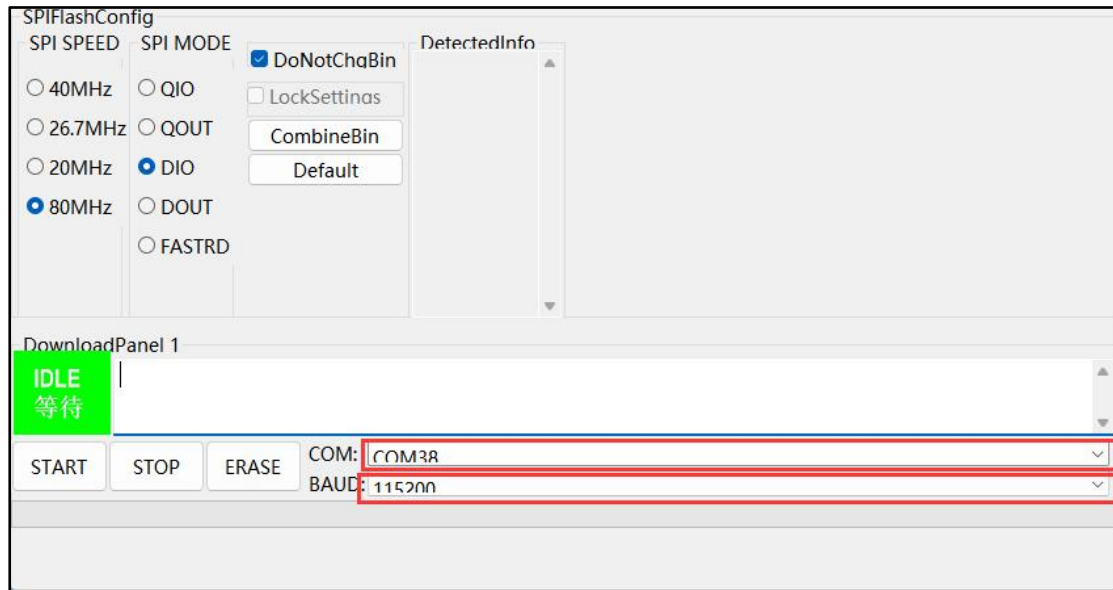 SPIFlashConfig
SPI SPEED
40MHz
26.7MHz
20MHz
80MHz
SPI MODE
QIO
QOUT
DIO
DOUT
FASTRD
DoNotChgBin
LockSettings
CombineBin
Default
DetectedInfo
DownloadPanel 1
IDLE
等待
START STOP ERASE
COM: COM38
BAUD: 115200